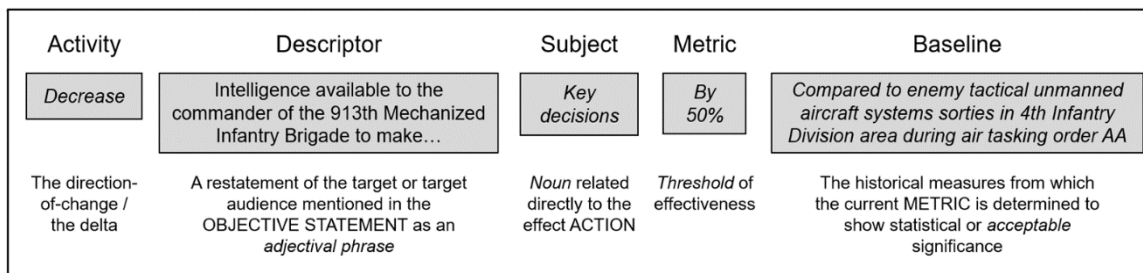 Activity
Descriptor
Subject
Metric
Baseline
Decrease
Intelligence available to the
commander of the 913th Mechanized
Infantry Brigade to make…
Key
decisions
By
50%
Compared to enemy tactical unmanned
aircraft systems sorties in 4th Infantry
Division area during air tasking order AA
The direction-
of-change /
the delta
A restatement of the target or target
audience mentioned in the
OBJECTIVE STATEMENT as an
adjectival phrase
Noun related
directly to the
effect ACTION
Threshold of
effectiveness
The historical measures from which
the current METRIC is determined to
show statistical or acceptable
significance